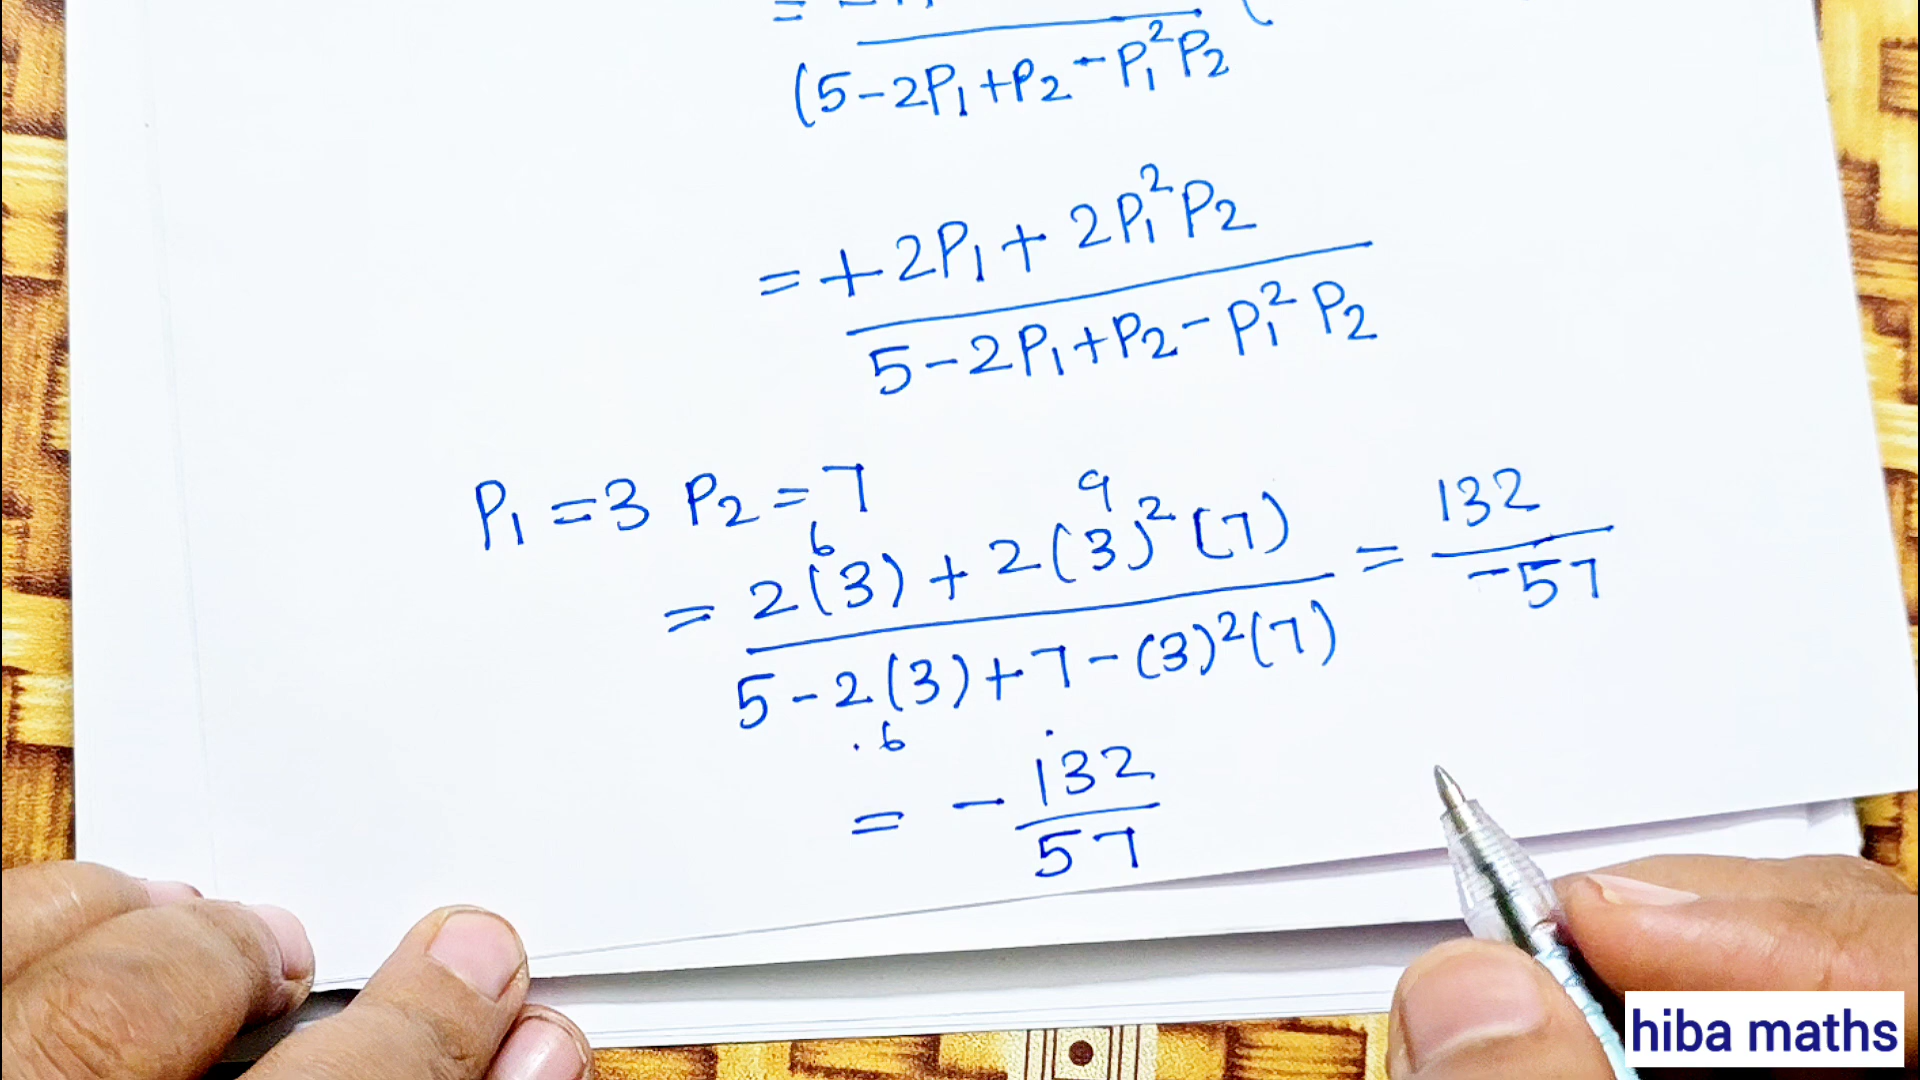 (5-2P₁+P₂-P₁²P₂
= +2P₁+2P₁²P₂
5-2P₁+P₂-P₁²P₂
P₁=3 P₂=7
6 9
= 2(3)+2(3)²(7) = 132
5-2(3)+7-(3)²(7) -57
.6
= - 132
57
hiba maths